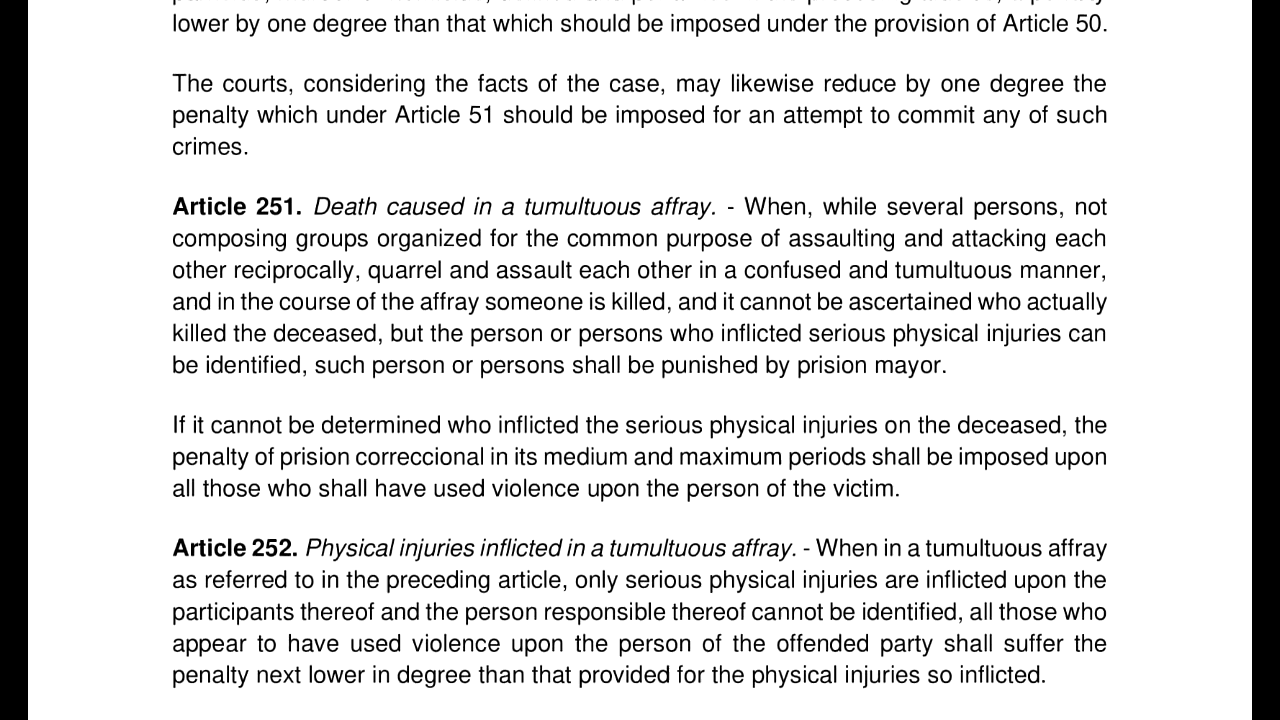 lower by one degree than that which should be imposed under the provision of Article 50.
The courts, considering the facts of the case, may likewise reduce by one degree the
penalty which under Article 51 should be imposed for an attempt to commit any of such
crimes.
Article 251. Death caused in a tumultuous affray. - When, while several persons, not
composing groups organized for the common purpose of assaulting and attacking each
other reciprocally, quarrel and assault each other in a confused and tumultuous manner,
and in the course of the affray someone is killed, and it cannot be ascertained who actually
killed the deceased, but the person or persons who inflicted serious physical injuries can
be identified, such person or persons shall be punished by prision mayor.
If it cannot be determined who inflicted the serious physical injuries on the deceased, the
penalty of prision correccional in its medium and maximum periods shall be imposed upon
all those who shall have used violence upon the person of the victim.
Article 252. Physical injuries inflicted in a tumultuous affray. - When in a tumultuous affray
as referred to in the preceding article, only serious physical injuries are inflicted upon the
participants thereof and the person responsible thereof cannot be identified, all those who
appear to have used violence upon the person of the offended party shall suffer the
penalty next lower in degree than that provided for the physical injuries so inflicted.